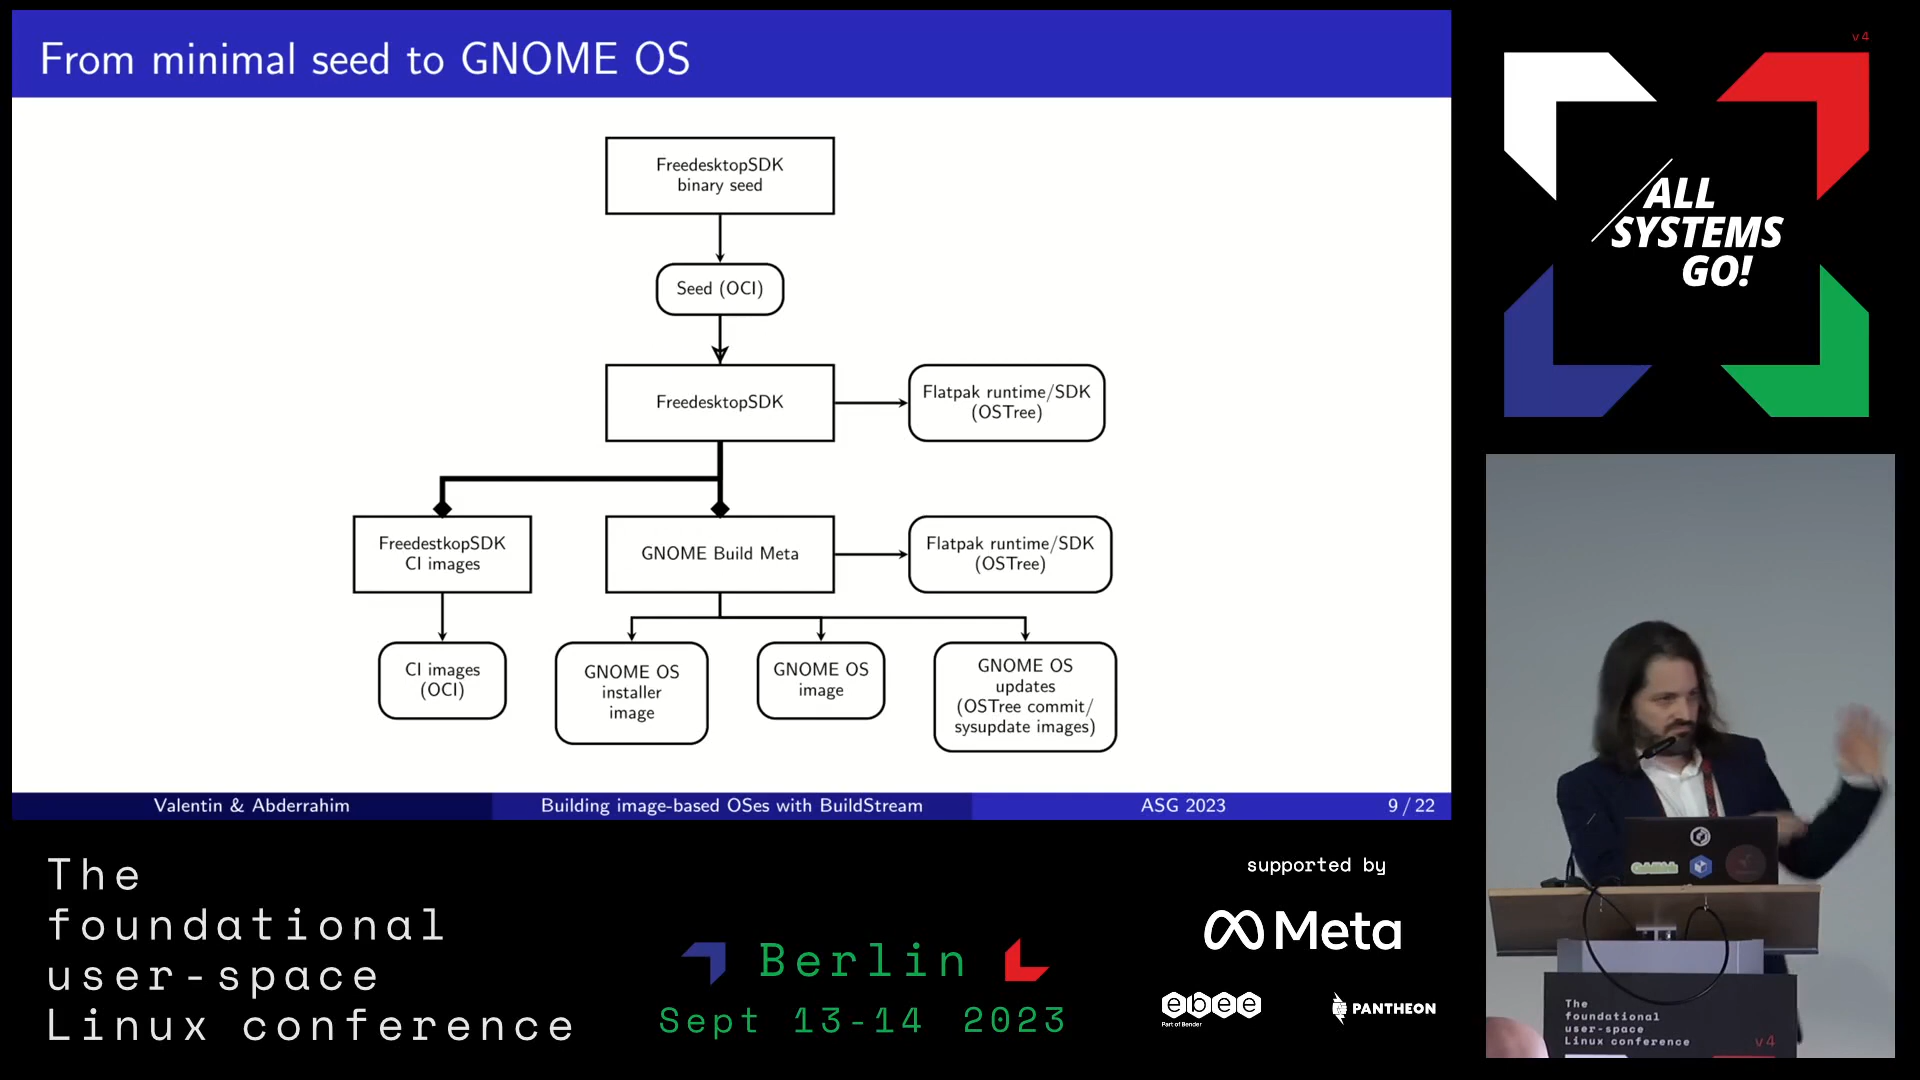 From minimal seed to GNOME OS
FreedesktopSDK
binary seed
Seed (OCI)
FreedesktopSDK
Flatpak runtime/SDK
(OSTree)
FreedestkopSDK
CI images
GNOME Build Meta
Flatpak runtime/SDK
(OSTree)
CI images
(OCI)
GNOME OS
installer
image
GNOME OS
image
GNOME OS
updates
(OSTree commit/
sysupdate images)
Valentin & Abderrahim
Building image-based OSes with BuildStream
ASG 2023
9 / 22
v4
ALL
SYSTEMS
GO!
The
foundational
user-space
Linux conference
Berlin
Sept 13-14 2023
supported by
Meta
ebee
Part of Bender
PANTHEON
The
foundational
user-space
Linux conference
v4